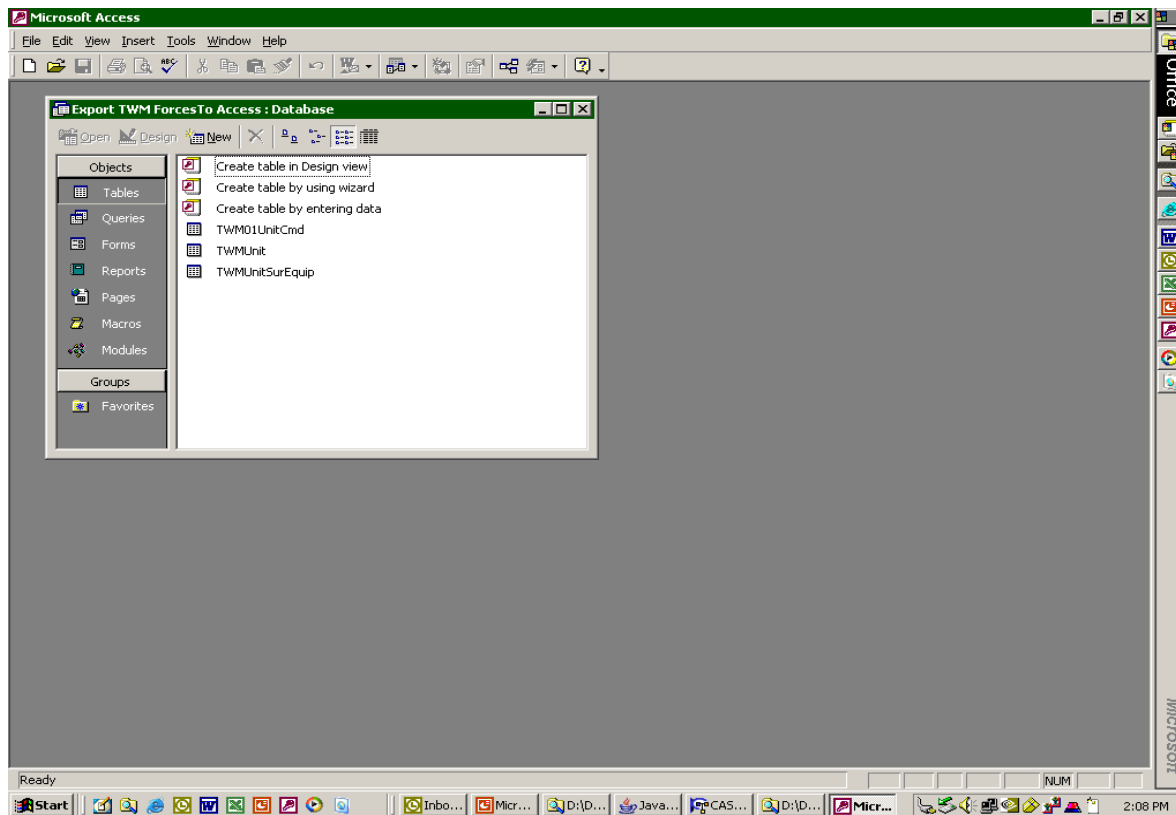 Microsoft Access
File Edit View Insert Tools Window Help
ABC
Office
Export TWM ForcesTo Access : Database
Open Design New
Objects
Tables
Queries
Forms
Reports
Pages
Macros
Modules
Groups
Favorites
Create table in Design view
Create table by using wizard
Create table by entering data
TWM01UnitCmd
TWMUnit
TWMUnitSurEquip
Microsoft
Ready NUM
Start Inbo... Micr... D:\D... Java... CAS... D:\D... Micr... 2:08 PM